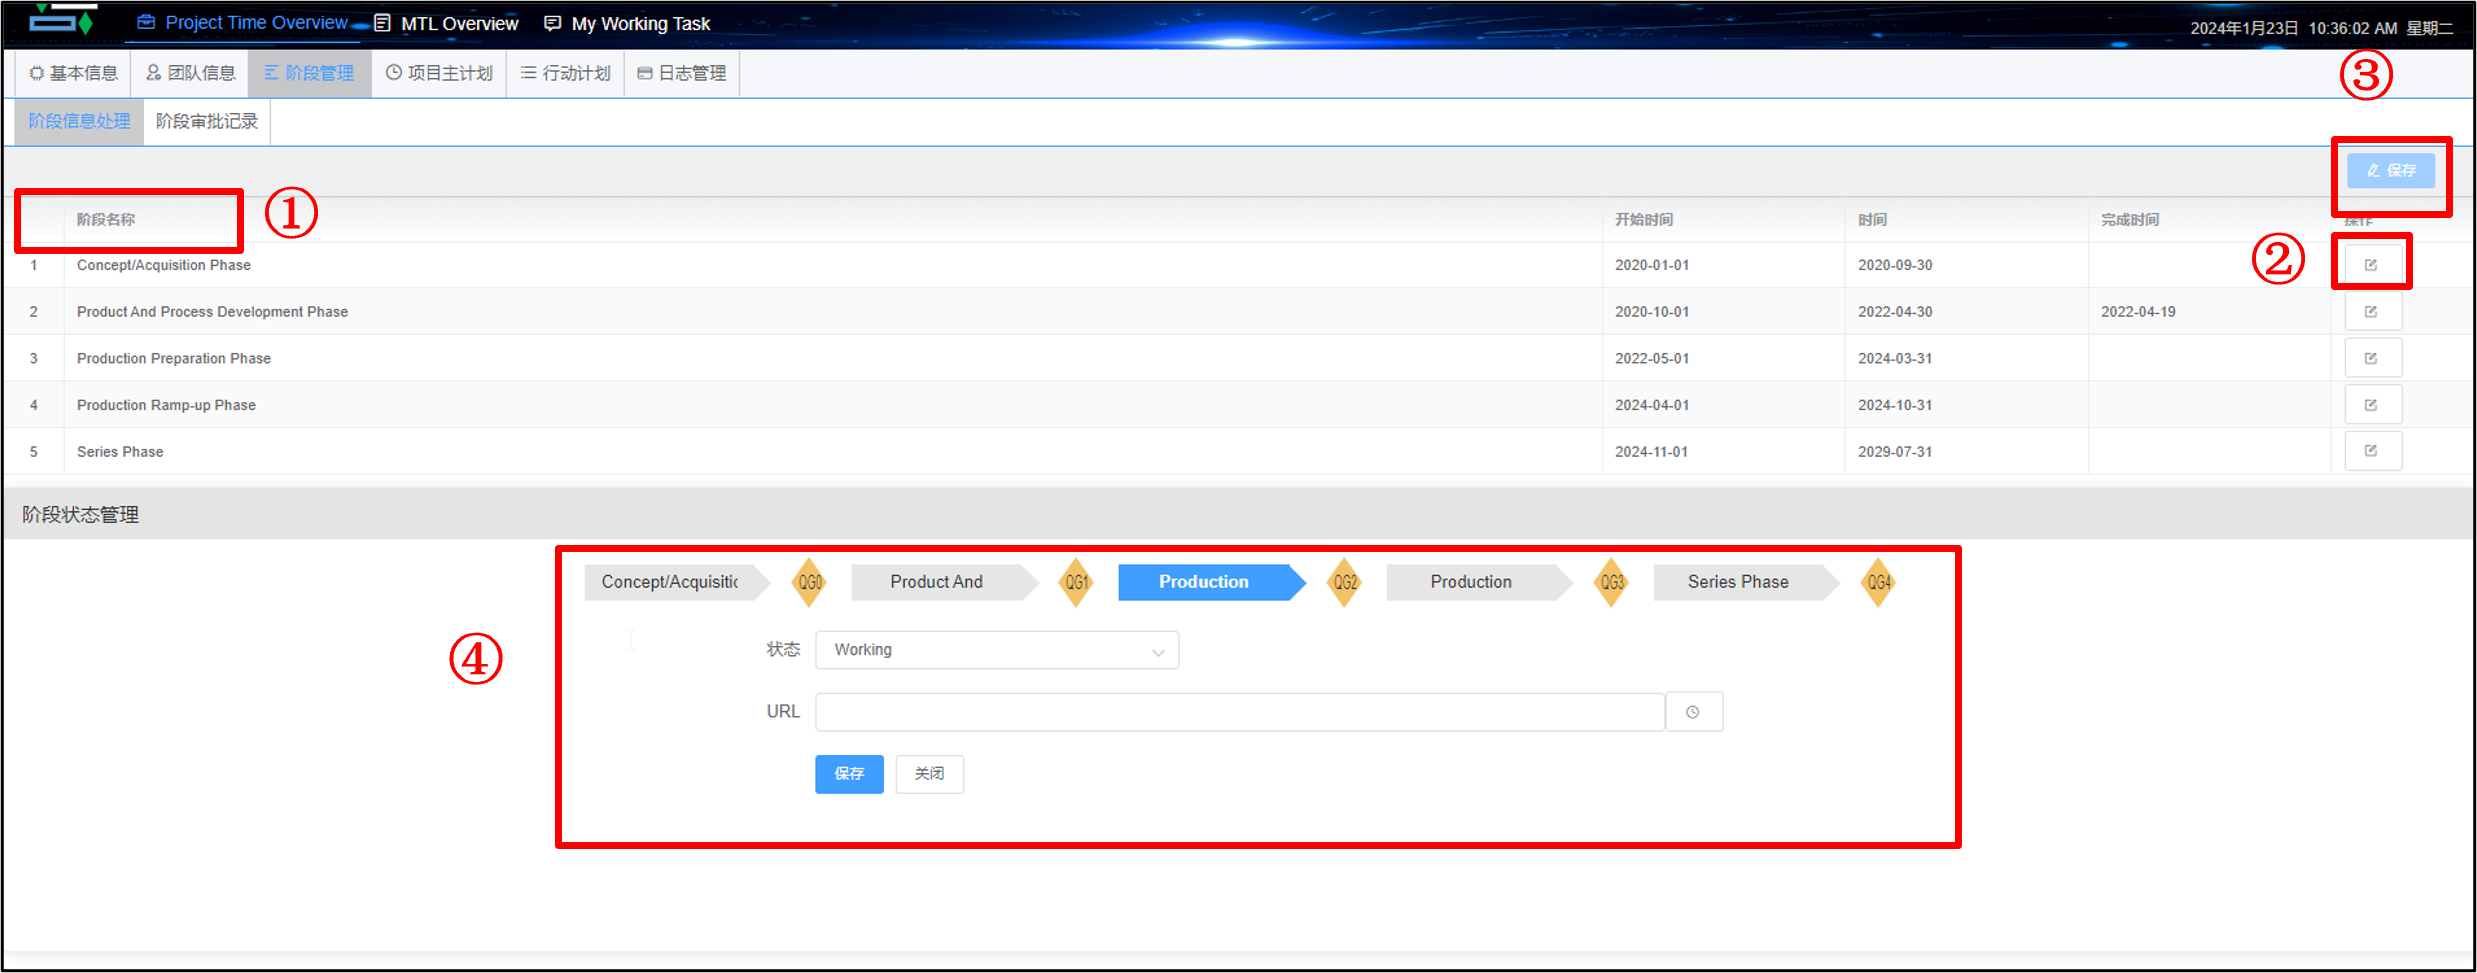 Project Time Overview MTL Overview My Working Task 2024年1月23日 10:36:02 AM 星期二
基本信息 团队信息 阶段管理 项目主计划 行动计划 日志管理
③
阶段信息处理 阶段审批记录
保存
①
阶段名称 开始时间 时间 完成时间 操作
②
1 Concept/Acquisition Phase 2020-01-01 2020-09-30
2 Product And Process Development Phase 2020-10-01 2022-04-30 2022-04-19
3 Production Preparation Phase 2022-05-01 2024-03-31
4 Production Ramp-up Phase 2024-04-01 2024-10-31
5 Series Phase 2024-11-01 2029-07-31
阶段状态管理
Concept/Acquisitic QG0 Product And QG1 Production QG2 Production QG3 Series Phase QG4
④
状态 Working
URL
保存 关闭